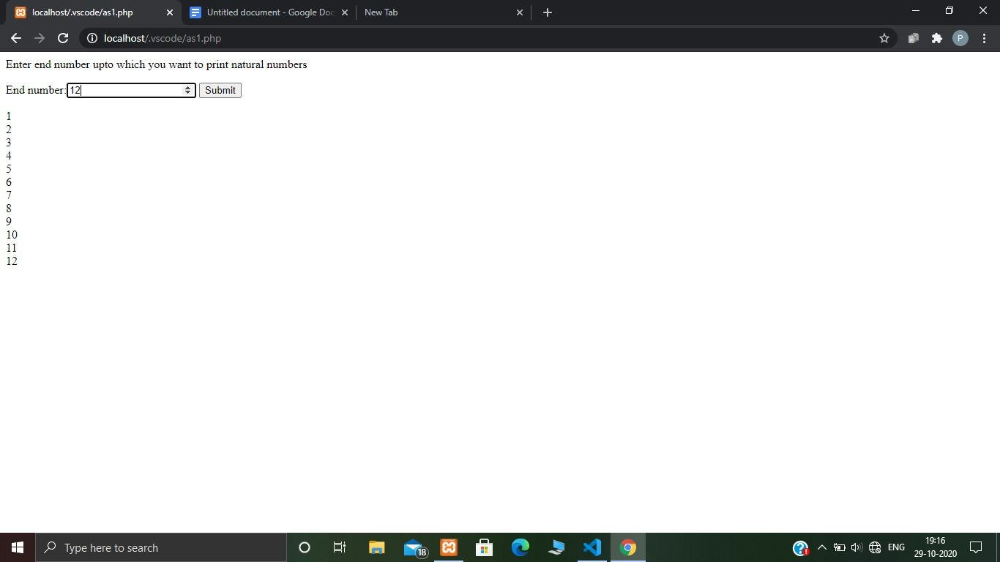 localhost/.vscode/as1.php
Untitled document - Google Doc
New Tab
localhost/.vscode/as1.php
P
Enter end number upto which you want to print natural numbers
End number:12 Submit
1
2
3
4
5
6
7
8
9
10
11
12
Type here to search
18
ENG
19:16
29-10-2020